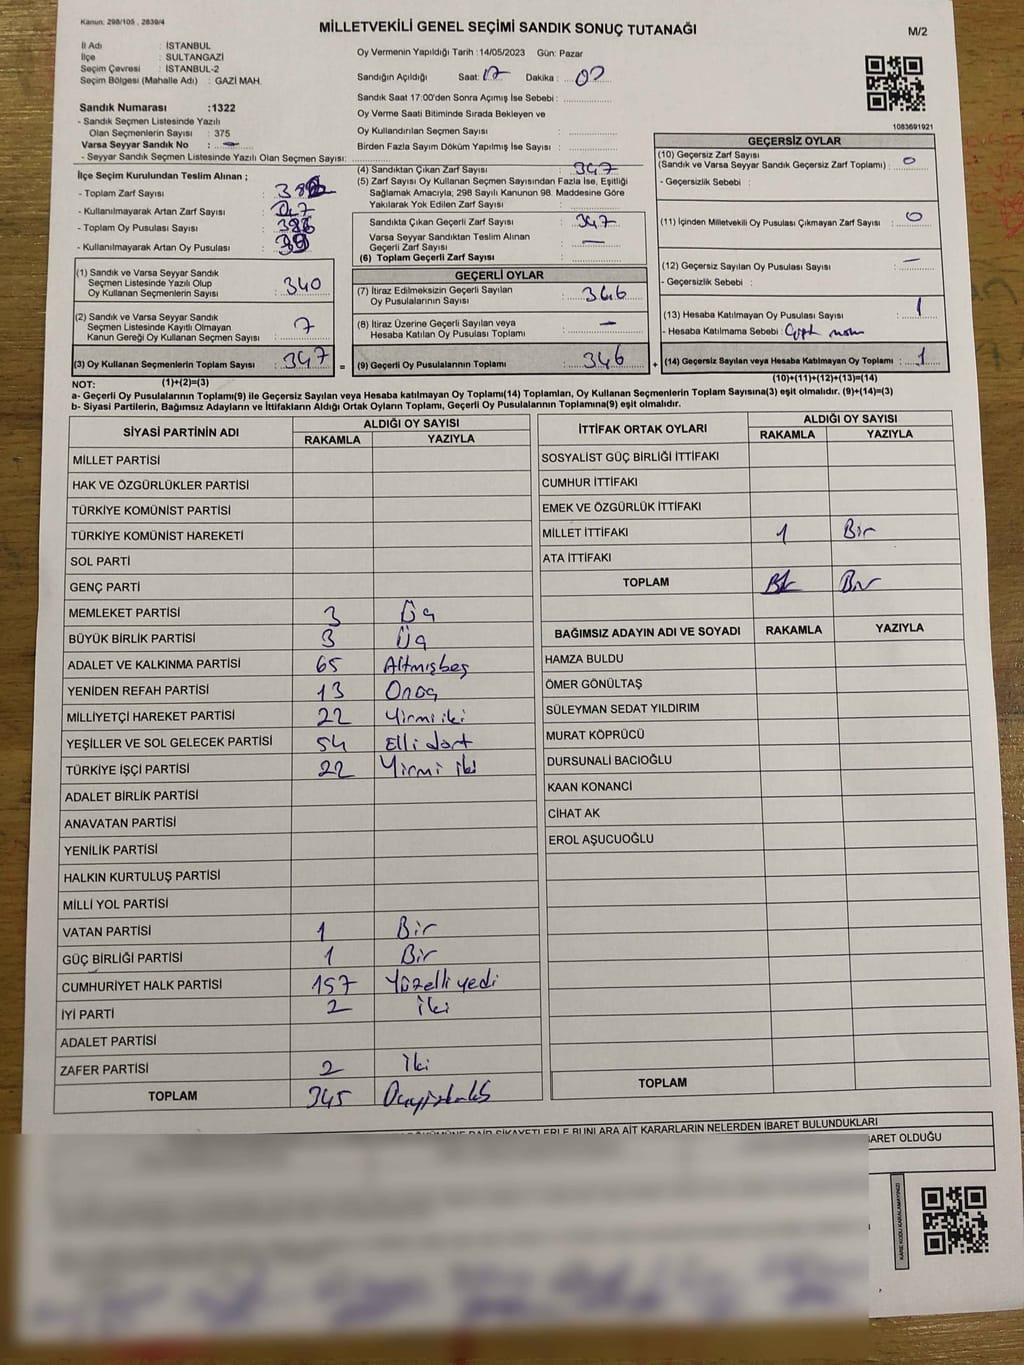 Kanun: 298/105 , 2839/4
MİLLETVEKİLİ GENEL SEÇİMİ SANDIK SONUÇ TUTANAĞI
M/2
İl Adı : İSTANBUL
İlçe : SULTANGAZİ
Seçim Çevresi : İSTANBUL-2
Seçim Bölgesi (Mahalle Adı) : GAZİ MAH.
Sandık Numarası :1322
- Sandık Seçmen Listesinde Yazılı
Olan Seçmenlerin Sayısı : 375
Varsa Seyyar Sandık No : —
- Seyyar Sandık Seçmen Listesinde Yazılı Olan Seçmen Sayısı:
Oy Vermenin Yapıldığı Tarih : 14/05/2023 Gün: Pazar
Sandığın Açıldığı Saat: 17 Dakika : 00
Sandık Saat 17:00'den Sonra Açımış İse Sebebi :
Oy Verme Saati Bitiminde Sırada Bekleyen ve
Oy Kullandırılan Seçmen Sayısı :
Birden Fazla Sayım Döküm Yapılmış İse Sayısı :
1083691921
İlçe Seçim Kurulundan Teslim Alınan ;
- Toplam Zarf Sayısı :
- Kullanılmayarak Artan Zarf Sayısı :
- Toplam Oy Pusulası Sayısı :
- Kullanılmayarak Artan Oy Pusulası :
(1) Sandık ve Varsa Seyyar Sandık
Seçmen Listesinde Yazılı Olup
Oy Kullanan Seçmenlerin Sayısı : 340
(2) Sandık ve Varsa Seyyar Sandık
Seçmen Listesinde Kayıtlı Olmayan
Kanun Gereği Oy Kullanan Seçmen Sayısı : 7
(3) Oy Kullanan Seçmenlerin Toplam Sayısı : 347 =
(1)+(2)=(3)
(4) Sandıktan Çıkan Zarf Sayısı : 347
(5) Zarf Sayısı Oy Kullanan Seçmen Sayısından Fazla İse, Eşitliği
Sağlamak Amacıyla, 298 Sayılı Kanunun 98. Maddesine Göre
Yakılarak Yok Edilen Zarf Sayısı :
Sandıkta Çıkan Geçerli Zarf Sayısı : 347
Varsa Seyyar Sandıktan Teslim Alınan
Geçerli Zarf Sayısı : —
(6) Toplam Geçerli Zarf Sayısı :
GEÇERLİ OYLAR
(7) İtiraz Edilmeksizin Geçerli Sayılan
Oy Pusulalarının Sayısı : 346
(8) İtiraz Üzerine Geçerli Sayılan veya
Hesaba Katılan Oy Pusulası Toplamı : —
(9) Geçerli Oy Pusulalarının Toplamı : 346 +
GEÇERSİZ OYLAR
(10) Geçersiz Zarf Sayısı
(Sandık ve Varsa Seyyar Sandık Geçersiz Zarf Toplamı) : 0
- Geçersizlik Sebebi :
(11) İçinden Milletvekili Oy Pusulası Çıkmayan Zarf Sayısı : 0
(12) Geçersiz Sayılan Oy Pusulası Sayısı : —
- Geçersizlik Sebebi :
(13) Hesaba Katılmayan Oy Pusulası Sayısı : 1
- Hesaba Katılmama Sebebi :
(14) Geçersiz Sayılan veya Hesaba Katılmayan Oy Toplamı : 1
(10)+(11)+(12)+(13)=(14)
NOT:
a- Geçerli Oy Pusulalarının Toplamı(9) ile Geçersiz Sayılan veya Hesaba Katılmayan Oy Toplamı(14) Toplamları, Oy Kullanan Seçmenlerin Toplam Sayısına(3) eşit olmalıdır. (9)+(14)=(3)
b- Siyasi Partilerin, Bağımsız Adayların ve İttifakların Aldığı Ortak Oyların Toplamı, Geçerli Oy Pusulalarının Toplamına(9) eşit olmalıdır.
SİYASİ PARTİNİN ADI ALDIĞI OY SAYISI
RAKAMLA YAZIYLA
MİLLET PARTİSİ
HAK VE ÖZGÜRLÜKLER PARTİSİ
TÜRKİYE KOMÜNİST PARTİSİ
TÜRKİYE KOMÜNİST HAREKETİ
SOL PARTİ
GENÇ PARTİ
MEMLEKET PARTİSİ 3 Üç
BÜYÜK BİRLİK PARTİSİ 3 Üç
ADALET VE KALKINMA PARTİSİ 65 Altmışbeş
YENİDEN REFAH PARTİSİ 13 Onüç
MİLLİYETÇİ HAREKET PARTİSİ 22 Yirmi iki
YEŞİLLER VE SOL GELECEK PARTİSİ 54 Elli dört
TÜRKİYE İŞÇİ PARTİSİ 22 Yirmi iki
ADALET BİRLİK PARTİSİ
ANAVATAN PARTİSİ
YENİLİK PARTİSİ
HALKIN KURTULUŞ PARTİSİ
MİLLİ YOL PARTİSİ
VATAN PARTİSİ 1 Bir
GÜÇ BİRLİĞİ PARTİSİ 1 Bir
CUMHURİYET HALK PARTİSİ 157 Yüzelli yedi
İYİ PARTİ 2 İki
ADALET PARTİSİ
ZAFER PARTİSİ 2 İki
TOPLAM 345
İTTİFAK ORTAK OYLARI ALDIĞI OY SAYISI
RAKAMLA YAZIYLA
SOSYALİST GÜÇ BİRLİĞİ İTTİFAKI
CUMHUR İTTİFAKI
EMEK VE ÖZGÜRLÜK İTTİFAKI
MİLLET İTTİFAKI 1 Bir
ATA İTTİFAKI
TOPLAM Bir
BAĞIMSIZ ADAYIN ADI VE SOYADI RAKAMLA YAZIYLA
HAMZA BULDU
ÖMER GÖNÜLTAŞ
SÜLEYMAN SEDAT YILDIRIM
MURAT KÖPRÜCÜ
DURSUNALİ BACIOĞLU
KAAN KONANCİ
CİHAT AK
EROL AŞUCUOĞLU
TOPLAM
ŞİKAYETLERLE BUNLARA AİT KARARLARIN NELERDEN İBARET BULUNDUKLARI
BARET OLDUĞU
KARE KODU KARALAMAYINIZ!